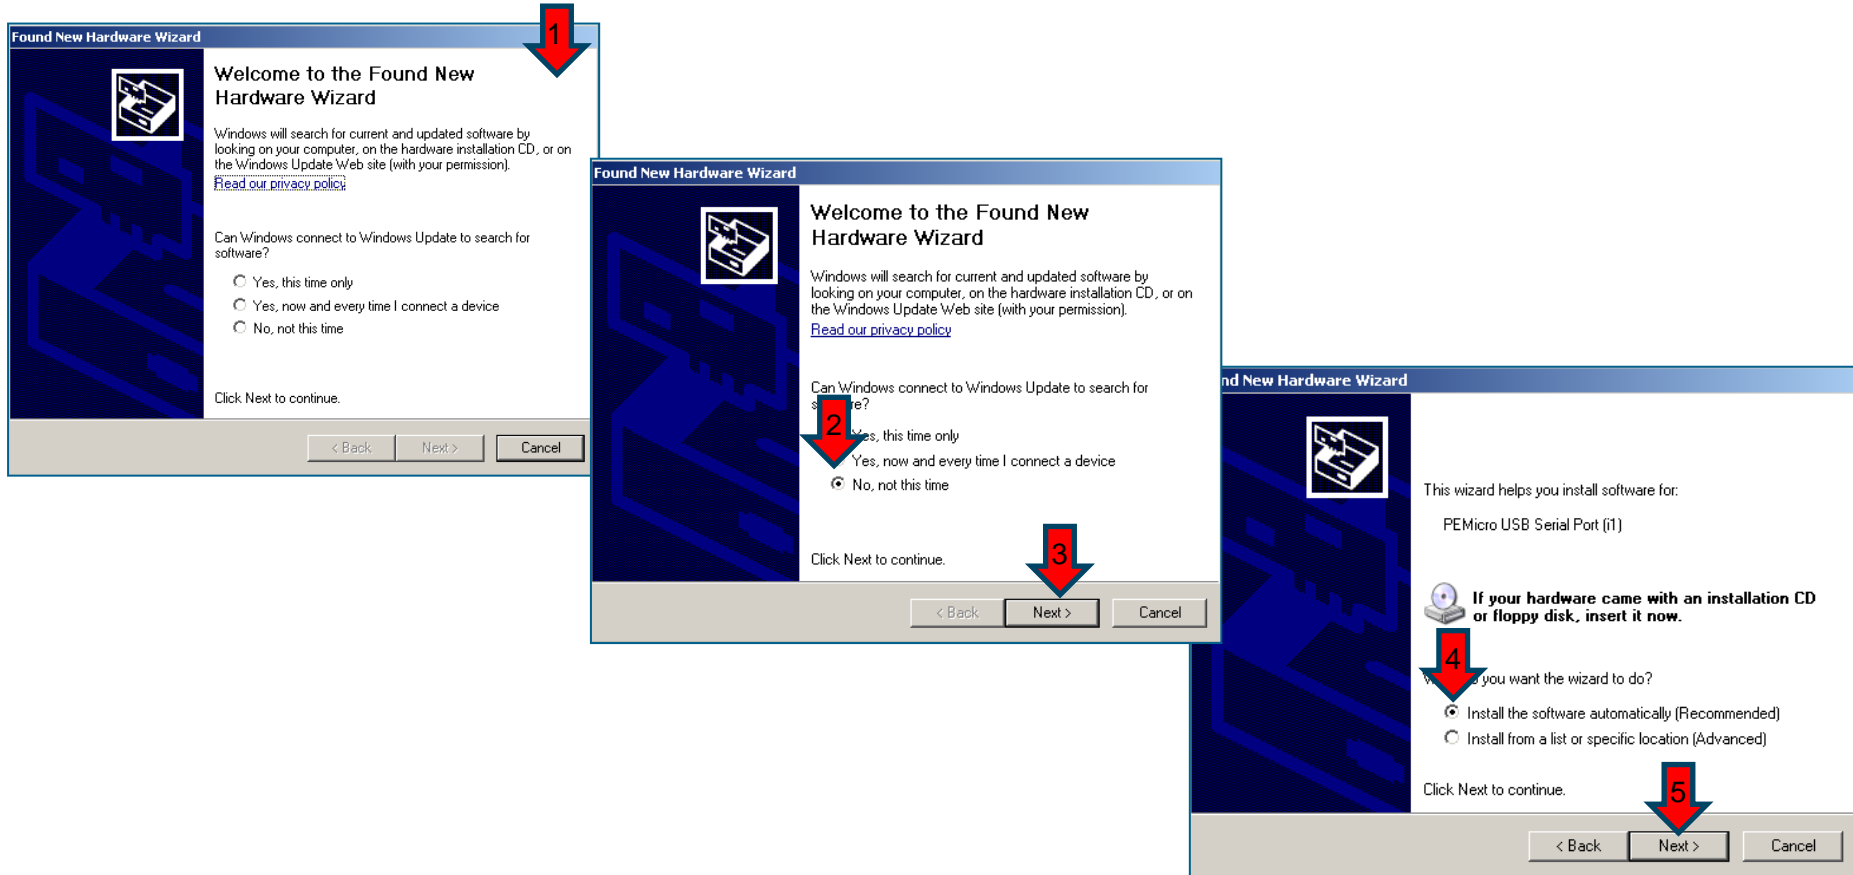 1
Found New Hardware Wizard
Welcome to the Found New
Hardware Wizard
Windows will search for current and updated software by
looking on your computer, on the hardware installation CD, or on
the Windows Update Web site (with your permission).
Read our privacy policy
Can Windows connect to Windows Update to search for
software?
Yes, this time only
Yes, now and every time I connect a device
No, not this time
Click Next to continue.
< Back Next > Cancel
Found New Hardware Wizard
Welcome to the Found New
Hardware Wizard
Windows will search for current and updated software by
looking on your computer, on the hardware installation CD, or on
the Windows Update Web site (with your permission).
Read our privacy policy
Can Windows connect to Windows Update to search for
2
Yes, this time only
Yes, now and every time I connect a device
No, not this time
3
Click Next to continue.
< Back Next > Cancel
nd New Hardware Wizard
This wizard helps you install software for:
PEMicro USB Serial Port (i1)
If your hardware came with an installation CD
or floppy disk, insert it now.
4
you want the wizard to do?
Install the software automatically (Recommended)
Install from a list or specific location (Advanced)
5
Click Next to continue.
< Back Next > Cancel